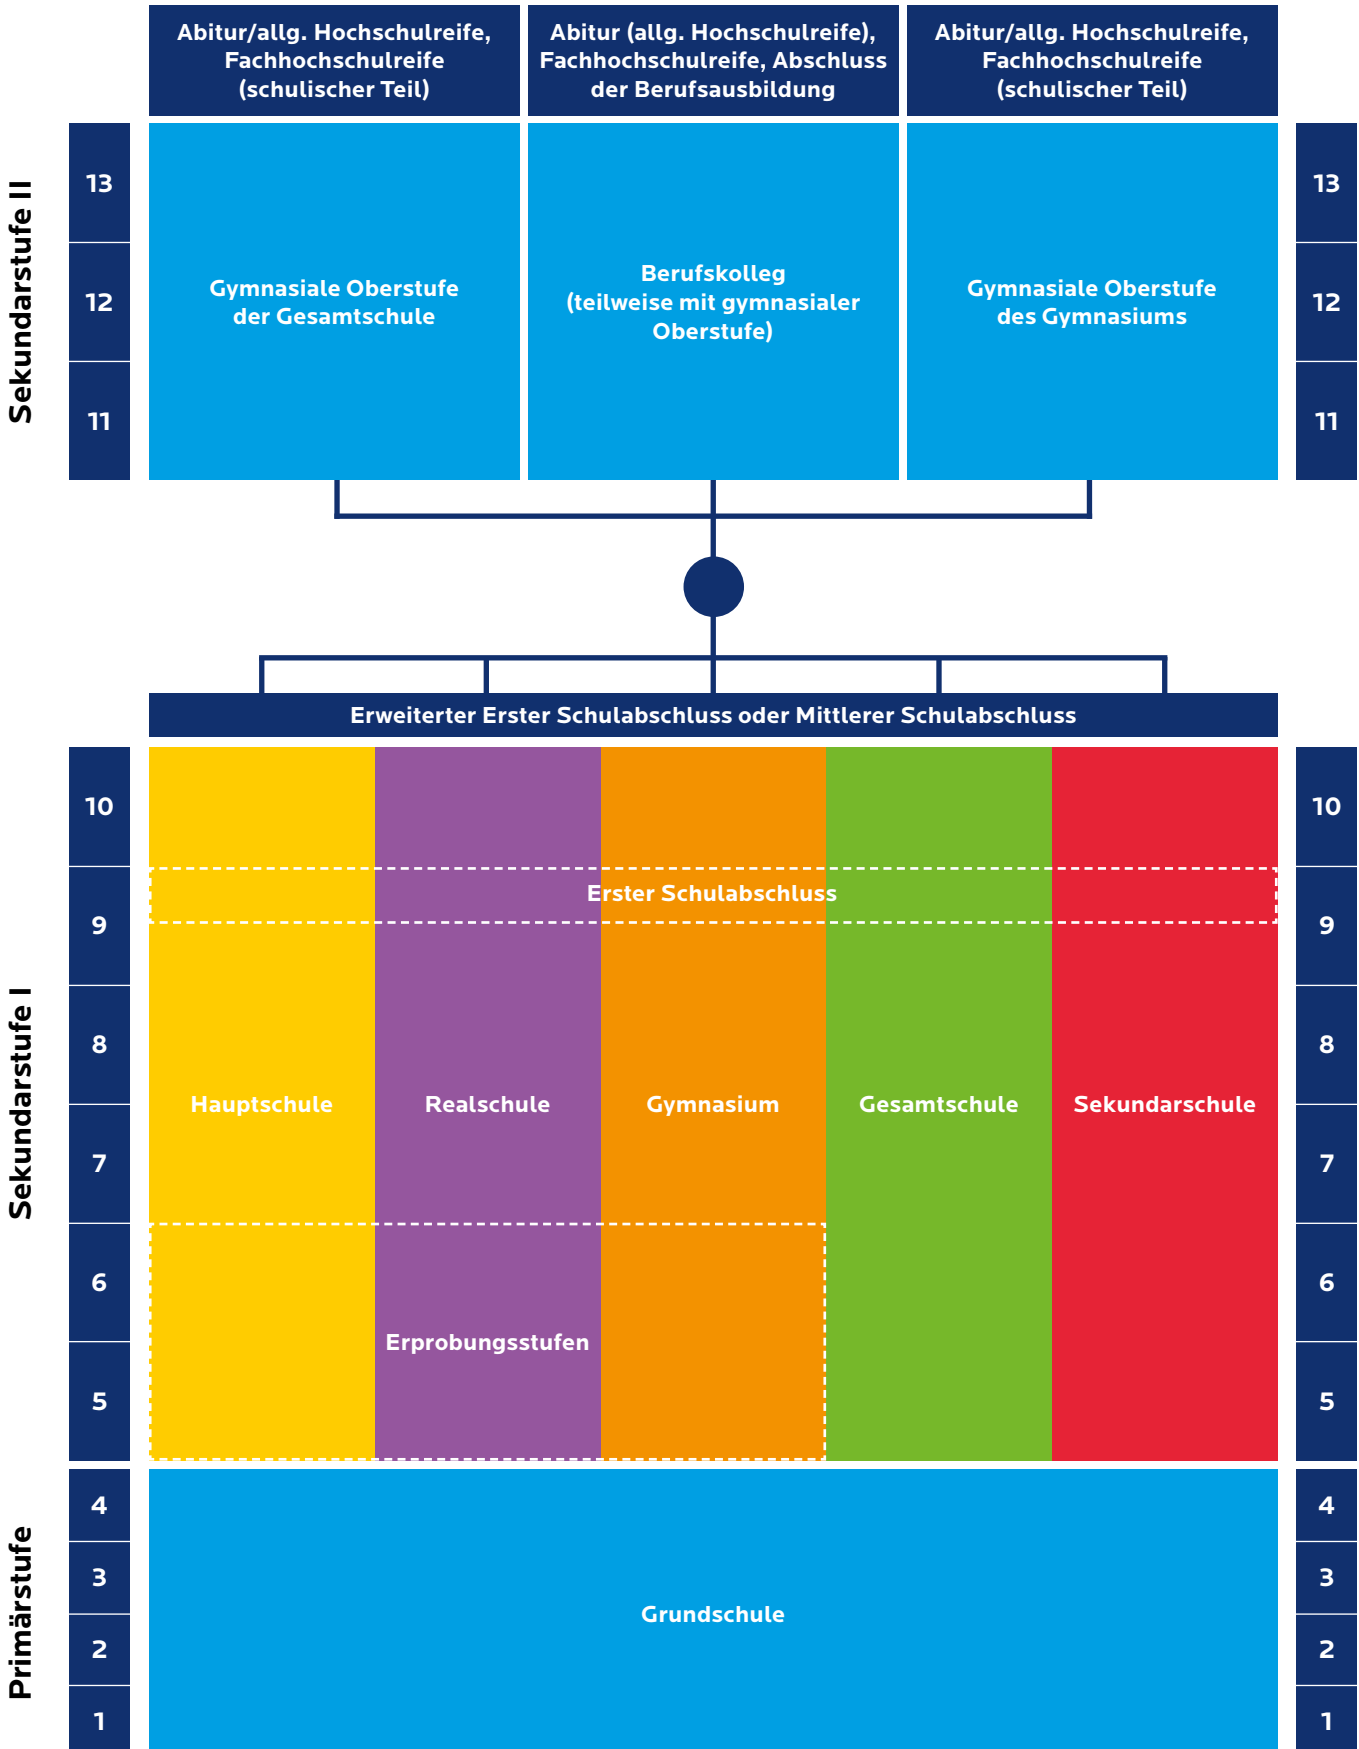 Abitur/allg. Hochschulreife,
Fachhochschulreife
(schulischer Teil)
Abitur (allg. Hochschulreife),
Fachhochschulreife, Abschluss
der Berufsausbildung
Abitur/allg. Hochschulreife,
Fachhochschulreife
(schulischer Teil)
Sekundarstufe II
13
12
11
Gymnasiale Oberstufe
der Gesamtschule
Berufskolleg
(teilweise mit gymnasialer
Oberstufe)
Gymnasiale Oberstufe
des Gymnasiums
13
12
11
Erweiterter Erster Schulabschluss oder Mittlerer Schulabschluss
Sekundarstufe I
10
9
8
7
6
5
Erster Schulabschluss
Hauptschule
Realschule
Gymnasium
Gesamtschule
Sekundarschule
Erprobungsstufen
10
9
8
7
6
5
Primärstufe
4
3
2
1
Grundschule
4
3
2
1